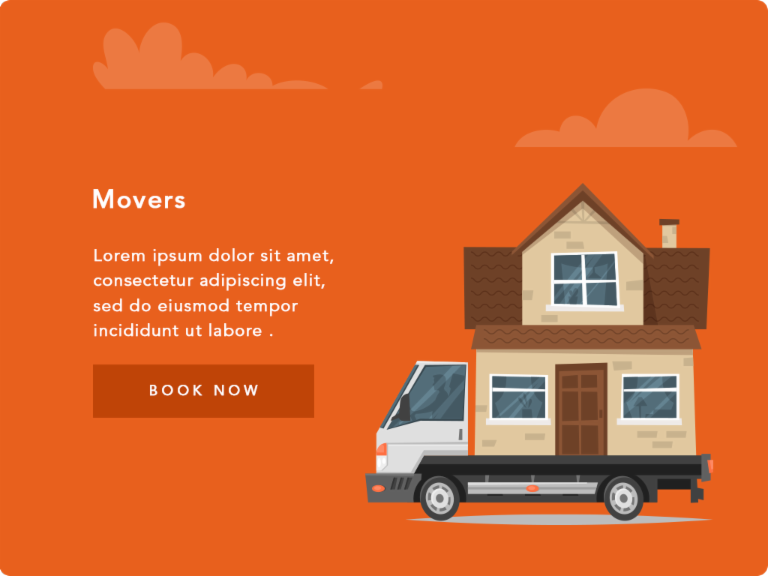 Movers
Lorem ipsum dolor sit amet,
consectetur adipiscing elit,
sed do eiusmod tempor
incididunt ut labore .
BOOK NOW